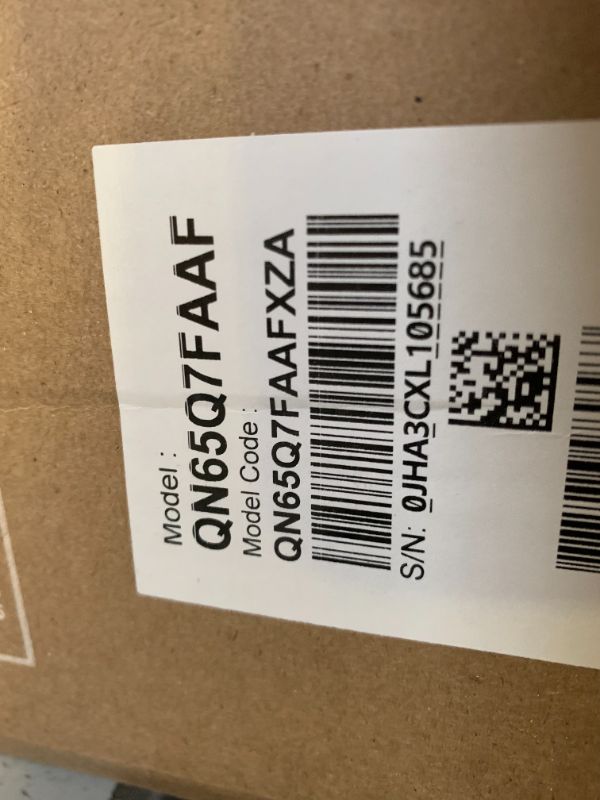 Model :
QN65Q7FAAF
Model Code :
QN65Q7FAAFXZA
S/N: 0JHA3CXL105685